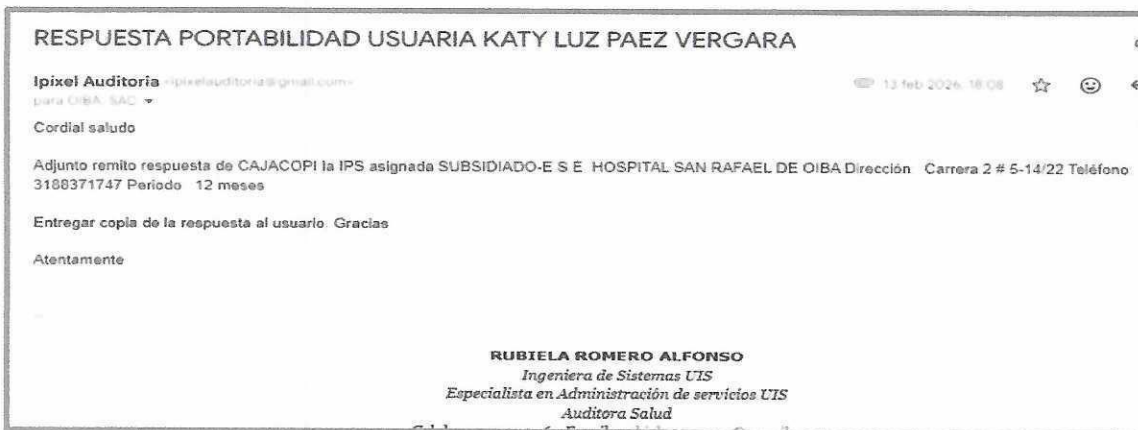 RESPUESTA PORTABILIDAD USUARIA KATY LUZ PAEZ VERGARA
Ipixel Auditoria <ipixelauditoria@gmail.com> 13 feb 2026, 18:08
para OIBA, SAC
Cordial saludo
Adjunto remito respuesta de CAJACOPI la IPS asignada SUBSIDIADO-E S E HOSPITAL SAN RAFAEL DE OIBA Dirección Carrera 2 # 5-14/22 Teléfono
3188371747 Periodo 12 meses
Entregar copia de la respuesta al usuario. Gracias
Atentamente
--
RUBIELA ROMERO ALFONSO
Ingeniera de Sistemas UIS
Especialista en Administración de servicios UIS
Auditora Salud